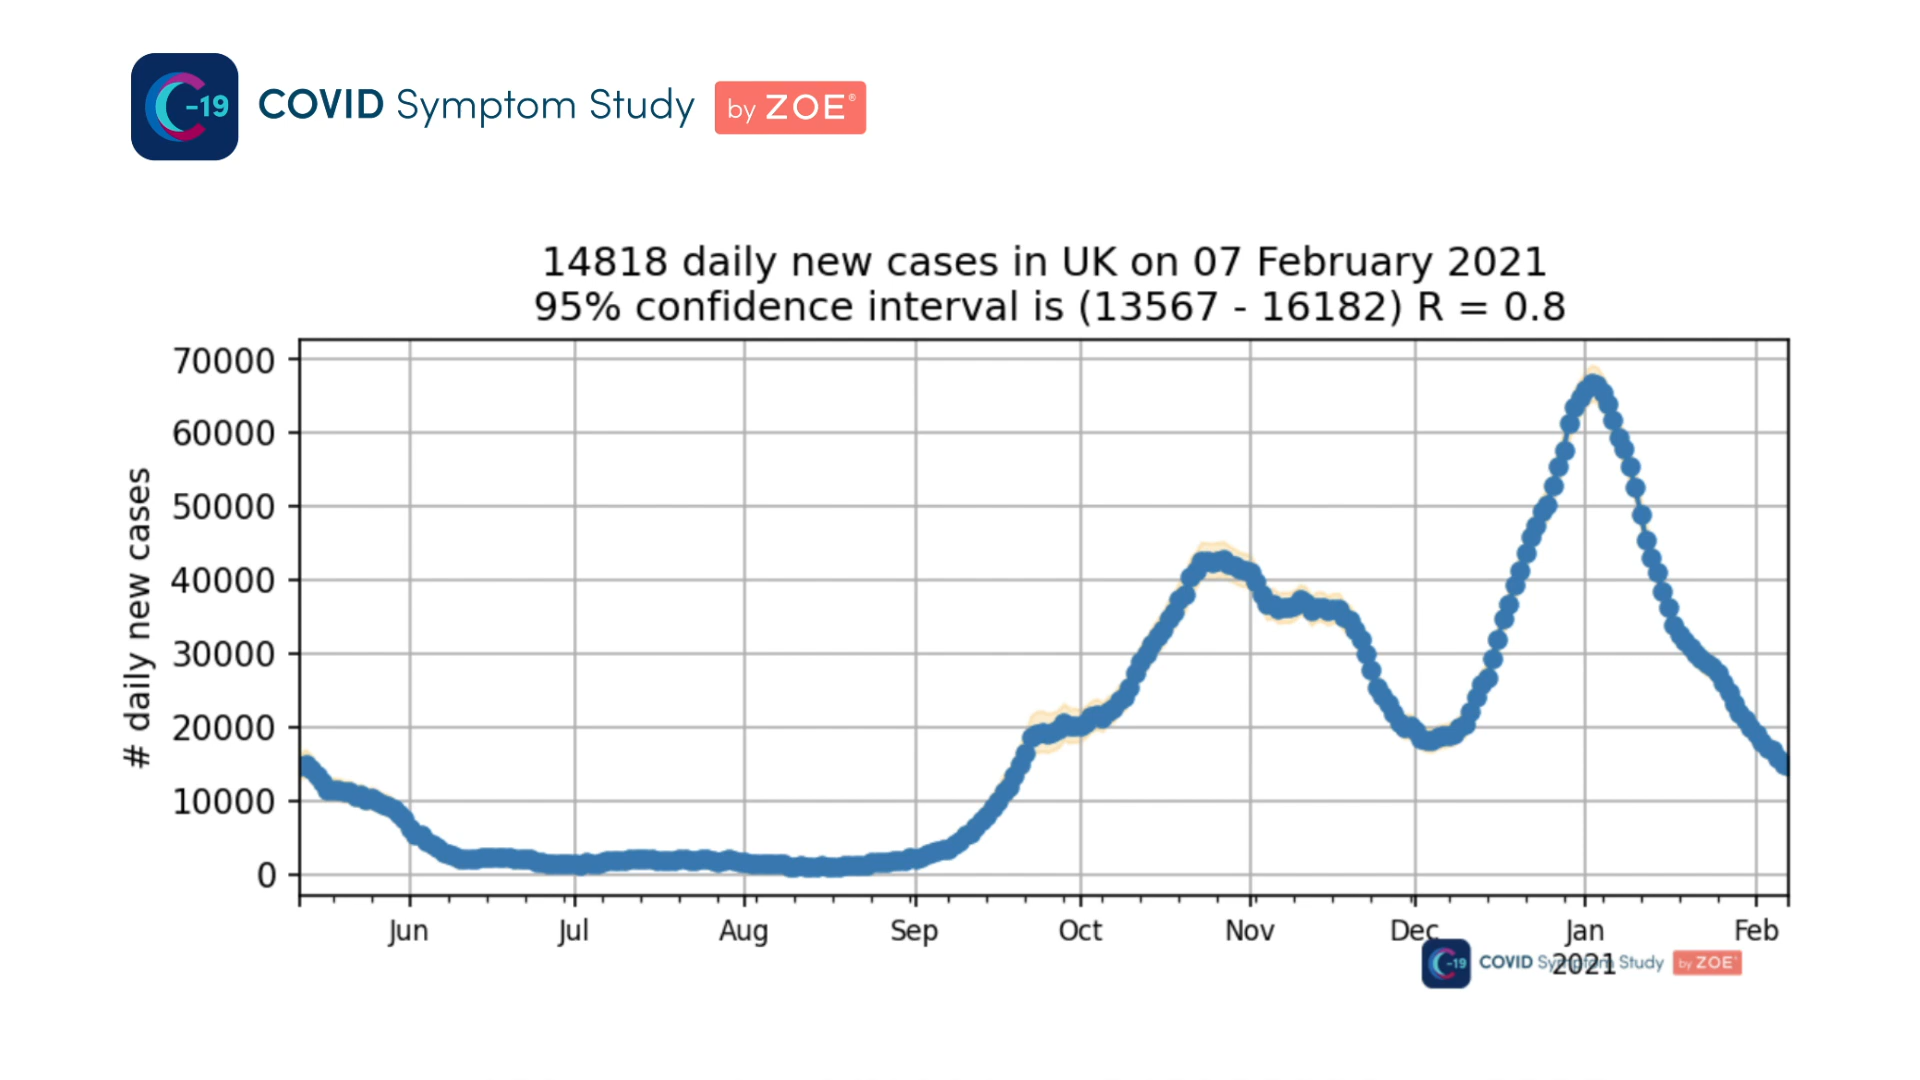 C-19 COVID Symptom Study by ZOE®
14818 daily new cases in UK on 07 February 2021
95% confidence interval is (13567 - 16182) R = 0.8
# daily new cases
70000
60000
50000
40000
30000
20000
10000
0
Jun Jul Aug Sep Oct Nov Dec Jan Feb
2021
C-19 COVID Symptom Study by ZOE